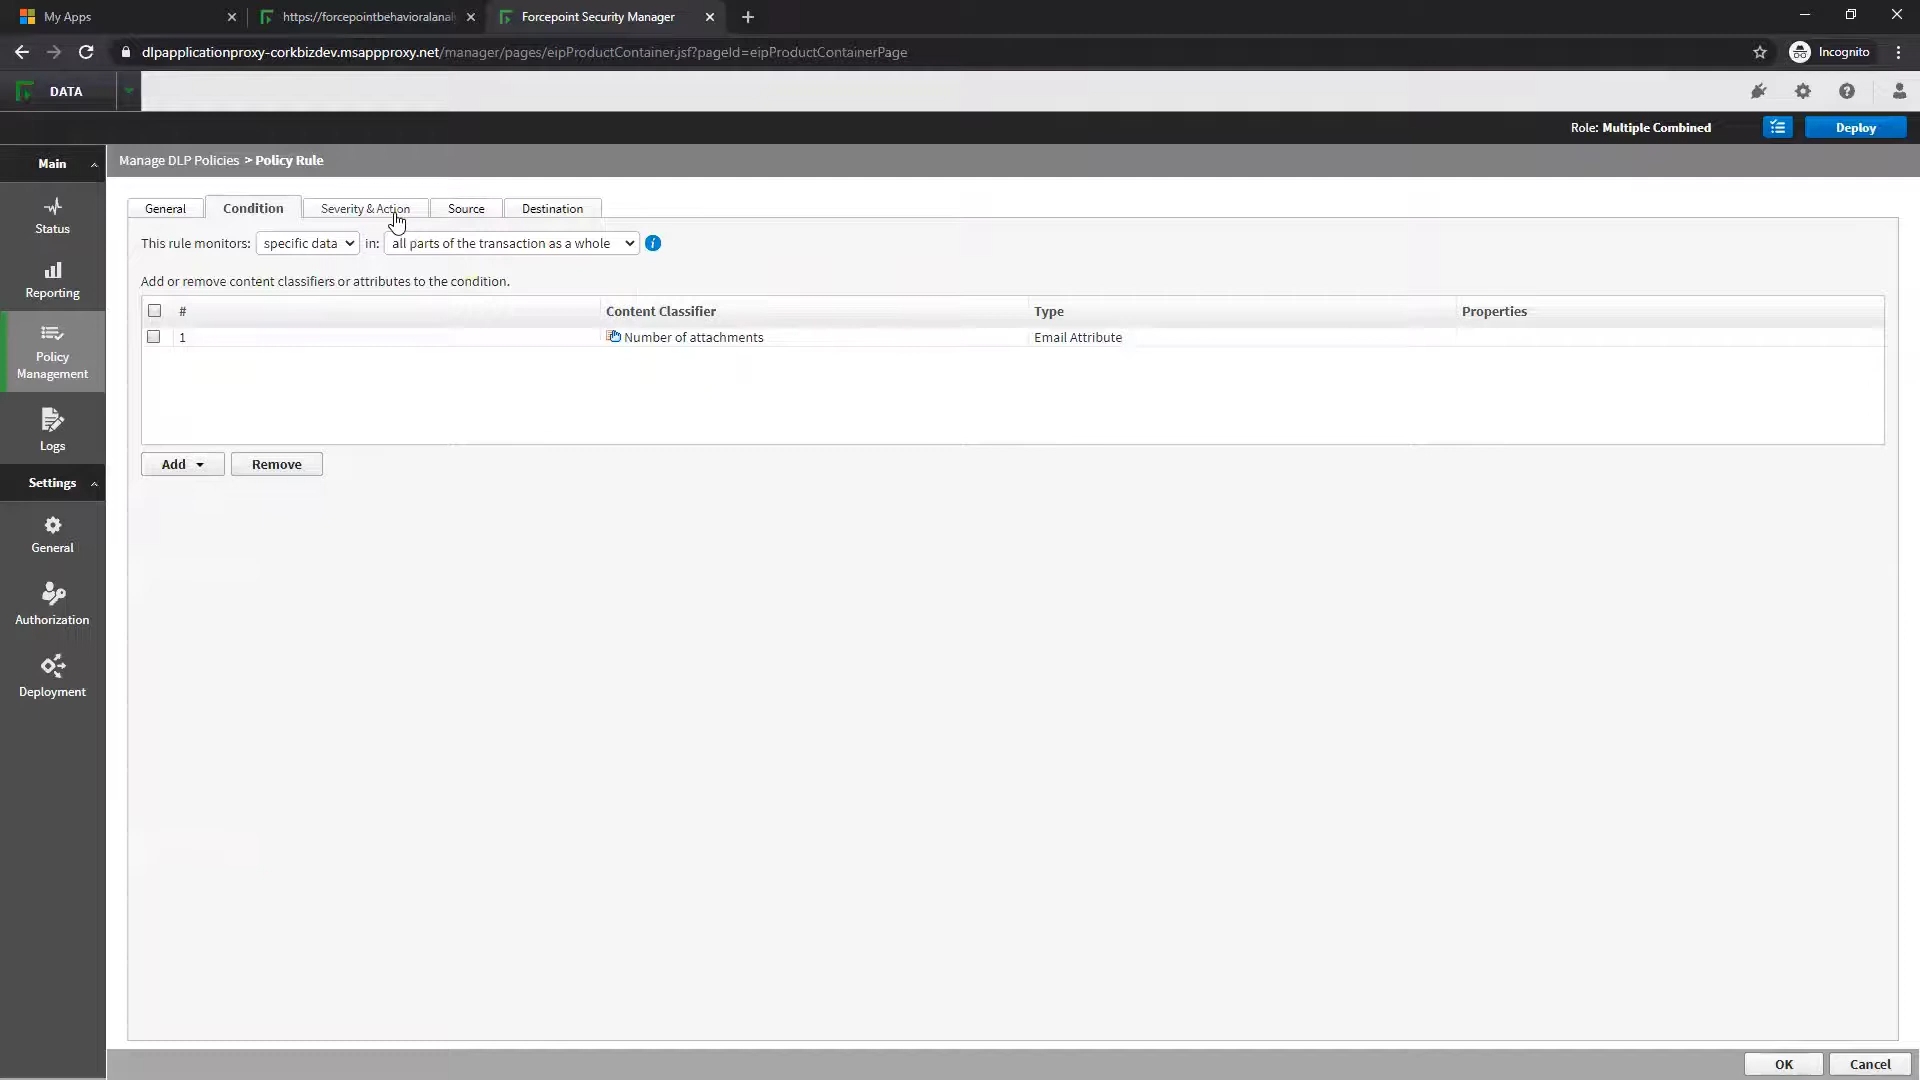 My Apps
https://forcepointbehavioralanal
Forcepoint Security Manager
dlpapplicationproxy-corkbizdev.msappproxy.net/manager/pages/eipProductContainer.jsf?pageId=eipProductContainerPage
Incognito
DATA
Role: Multiple Combined
Deploy
Main
Manage DLP Policies > Policy Rule
Status
Reporting
Policy
Management
Logs
Settings
General
Authorization
Deployment
General
Condition
Severity & Action
Source
Destination
This rule monitors: specific data in: all parts of the transaction as a whole
Add or remove content classifiers or attributes to the condition.
# Content Classifier Type Properties
1 Number of attachments Email Attribute
Add
Remove
OK
Cancel